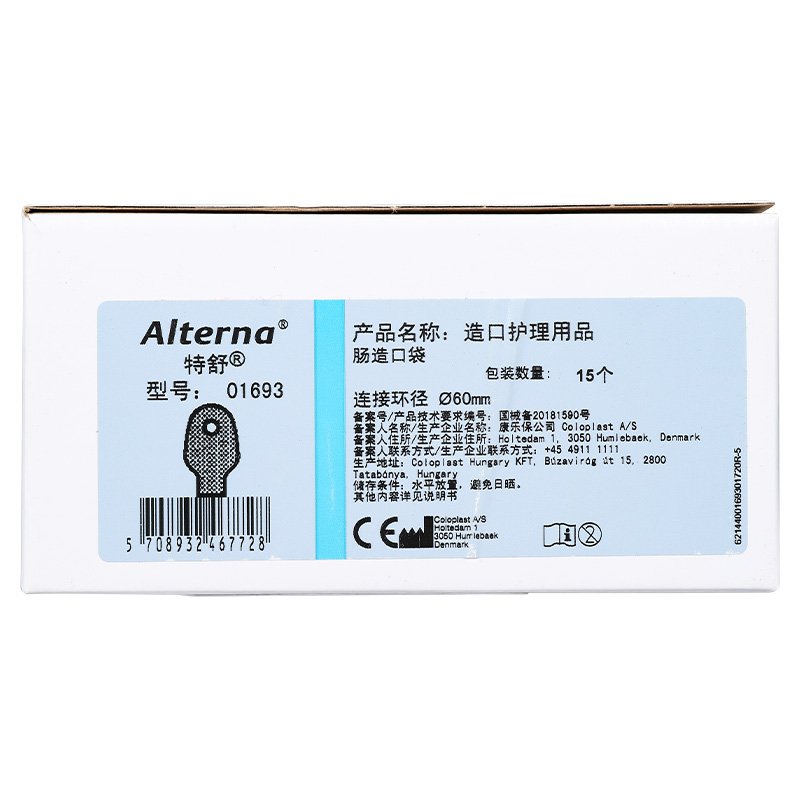 Alterna®
特舒®
型号： 01693
5 708932 467728
产品名称：造口护理用品
肠造口袋
包装数量： 15个
连接环径 Ø60mm
备案号/产品技术要求编号：国械备20181590号
备案人名称/生产企业名称：康乐保公司 Coloplast A/S
备案人住所/生产企业住所：Holtedam 1, 3050 Humlebaek, Denmark
备案人联系方式/生产企业联系方式：+45 4911 1111
生产地址：Coloplast Hungary KFT, Búzavirág út 15, 2800
Tatabánya, Hungary
储存条件：水平放置，避免日晒。
其他内容详见说明书
CE
Coloplast A/S
Holtedam 1
3050 Humlebaek
Denmark
i
2
6214400169301720R-5